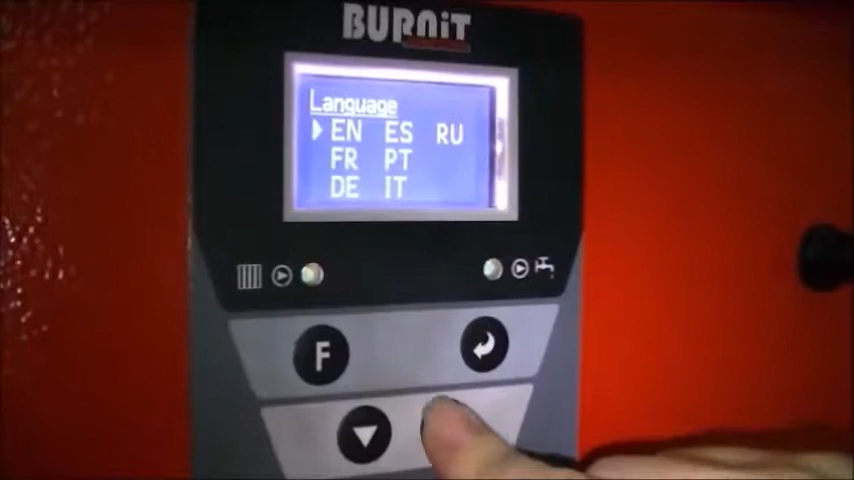 BURNiT
Language
EN ES RU
FR PT
DE IT
F